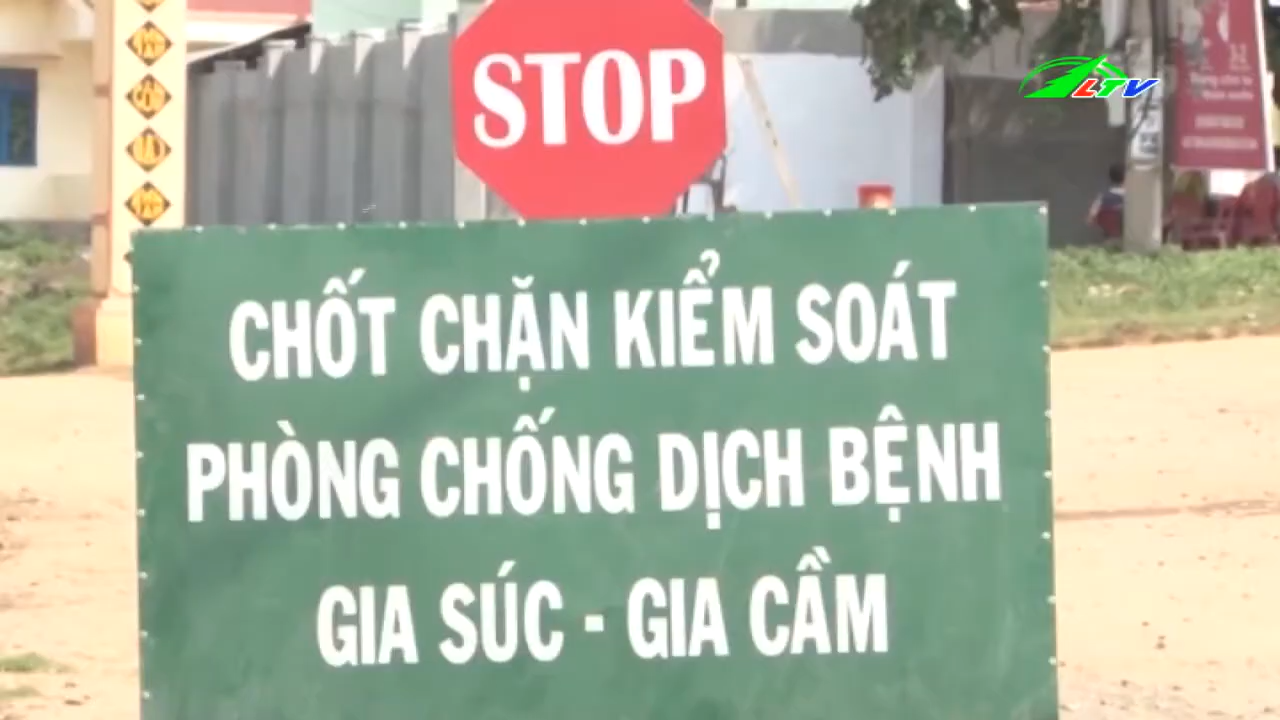 STOP
LTV
CHỐT CHẶN KIỂM SOÁT
PHÒNG CHỐNG DỊCH BỆNH
GIA SÚC - GIA CẦM